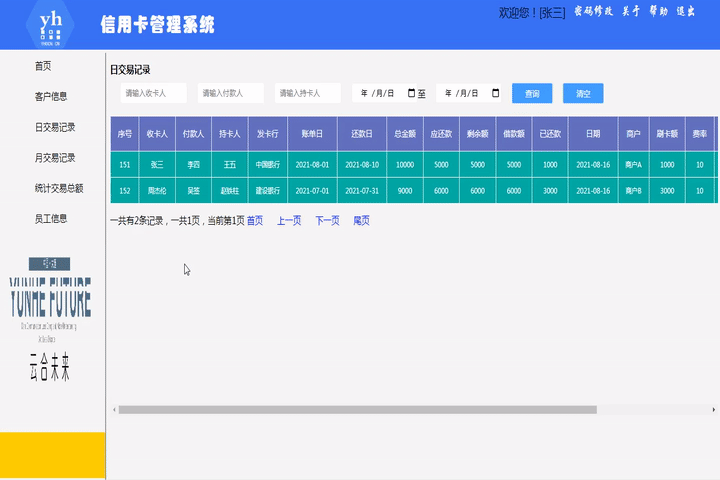 yh
YUNHE CN
信用卡管理系统
欢迎您！[张三] 密码修改 关于 帮助 退出
首页
客户信息
日交易记录
月交易记录
统计交易总额
员工信息
YUNHE FUTURE
云合未来
日交易记录
请输入收卡人 请输入付款人 请输入持卡人 年 /月/日 至 年 /月/日 查询 清空
序号 收卡人 付款人 持卡人 发卡行 账单日 还款日 总金额 应还款 剩余额 借款额 已还款 日期 商户 刷卡额 费率
151 张三 李四 王五 中国银行 2021-08-01 2021-08-10 10000 5000 5000 5000 1000 2021-08-16 商户A 1000 10
152 周杰伦 吴签 赵铁柱 建设银行 2021-07-01 2021-07-31 9000 6000 6000 6000 3000 2021-08-16 商户B 3000 10
一共有2条记录，一共1页，当前第1页 首页 上一页 下一页 尾页